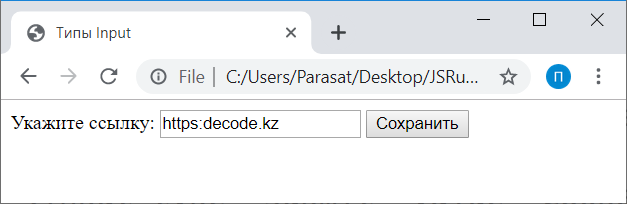 Типы Input
File
C:/Users/Parasat/Desktop/JSRu...
П
Укажите ссылку: https:decode.kz Сохранить